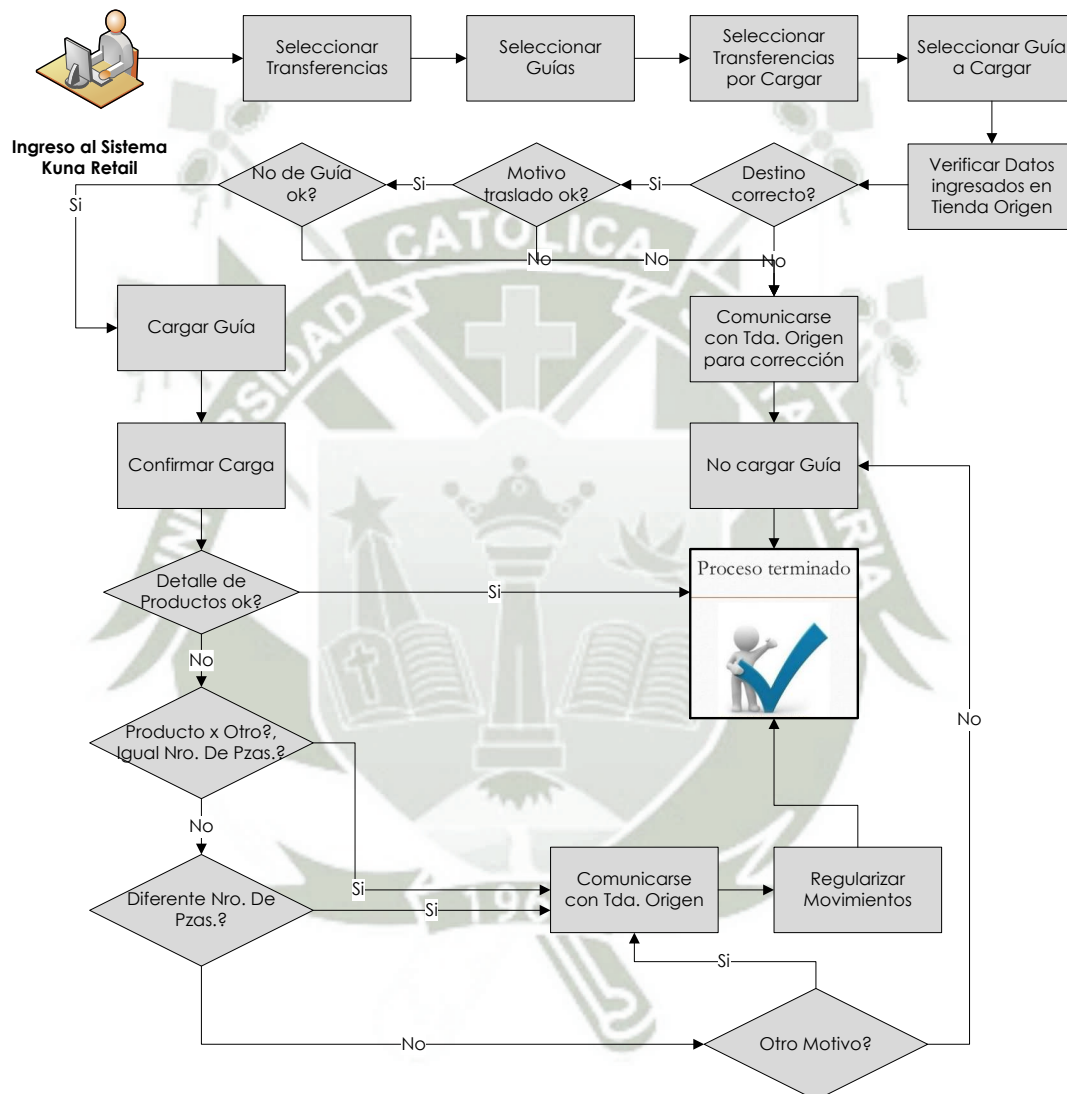 Seleccionar
Transferencias
Seleccionar
Guías
Seleccionar
Transferencias
por Cargar
Seleccionar Guía
a Cargar
Ingreso al Sistema
Kuna Retail
Verificar Datos
ingresados en
Tienda Origen
Destino
correcto?
Si
Motivo
traslado ok?
Si
No de Guía
ok?
Si
No
No
No
CATOLICA
Cargar Guía
Comunicarse
con Tda. Origen
para corrección
Confirmar Carga
No cargar Guía
Detalle de
Productos ok?
Si
Proceso terminado
No
Producto x Otro?,
Igual Nro. De Pzas.?
No
No
Diferente Nro. De
Pzas.?
Si
Si
Comunicarse
con Tda. Origen
Regularizar
Movimientos
Si
No
Otro Motivo?